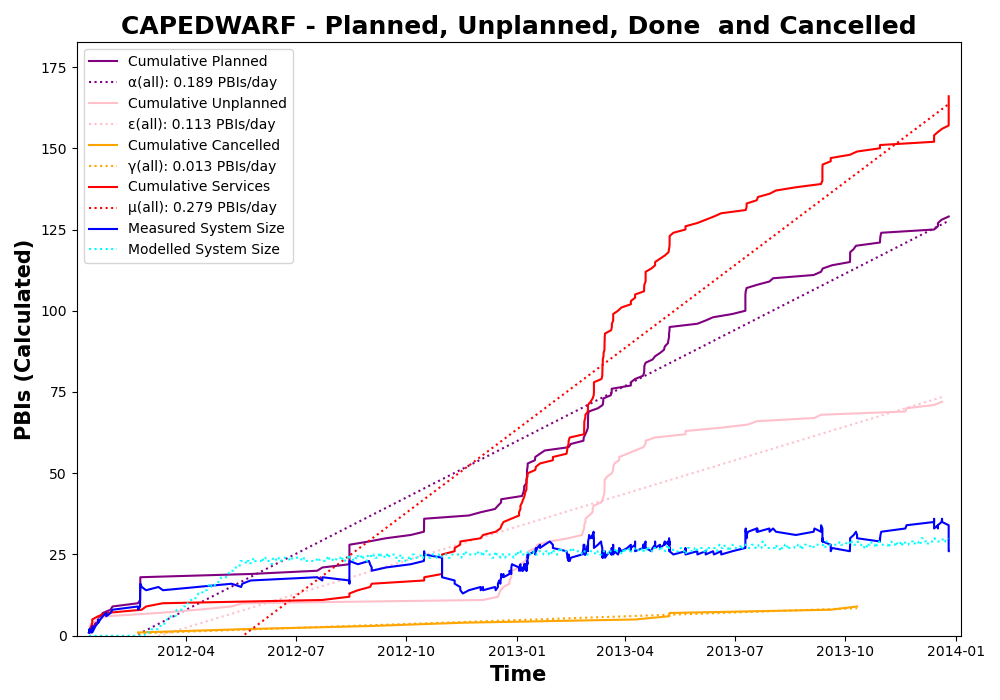 CAPEDWARF - Planned, Unplanned, Done  and Cancelled
Cumulative Planned
α(all): 0.189 PBIs/day
Cumulative Unplanned
ε(all): 0.113 PBIs/day
Cumulative Cancelled
γ(all): 0.013 PBIs/day
Cumulative Services
μ(all): 0.279 PBIs/day
Measured System Size
Modelled System Size
PBIs (Calculated)
175
150
125
100
75
50
25
0
2012-04 2012-07 2012-10 2013-01 2013-04 2013-07 2013-10 2014-01
Time